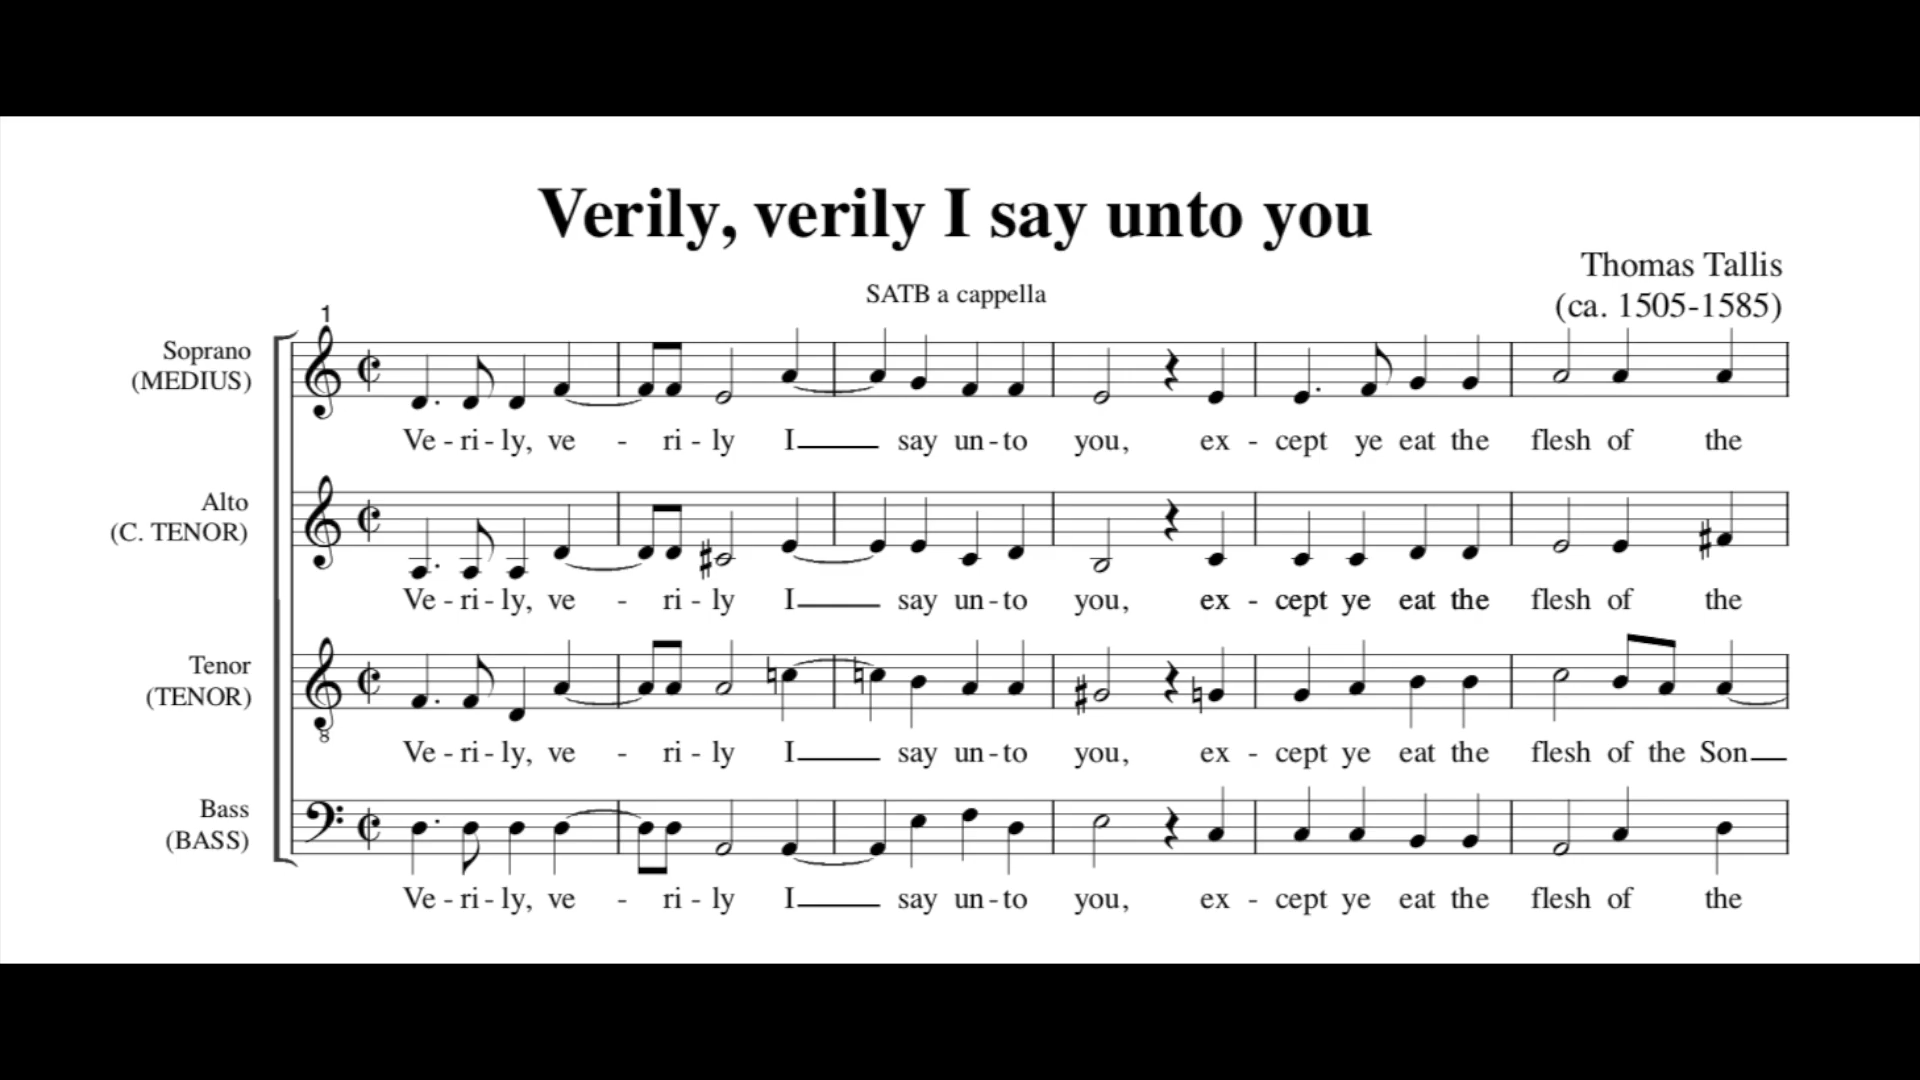 Verily, verily I say unto you
Thomas Tallis
SATB a cappella
(ca. 1505-1585)
1
Soprano
(MEDIUS)
Ve - ri - ly, ve - ri - ly I say un - to you, ex - cept ye eat the flesh of the
Alto
(C. TENOR)
Ve - ri - ly, ve - ri - ly I say un - to you, ex - cept ye eat the flesh of the
Tenor
(TENOR)
8
Ve - ri - ly, ve - ri - ly I say un - to you, ex - cept ye eat the flesh of the Son
Bass
(BASS)
Ve - ri - ly, ve - ri - ly I say un - to you, ex - cept ye eat the flesh of the